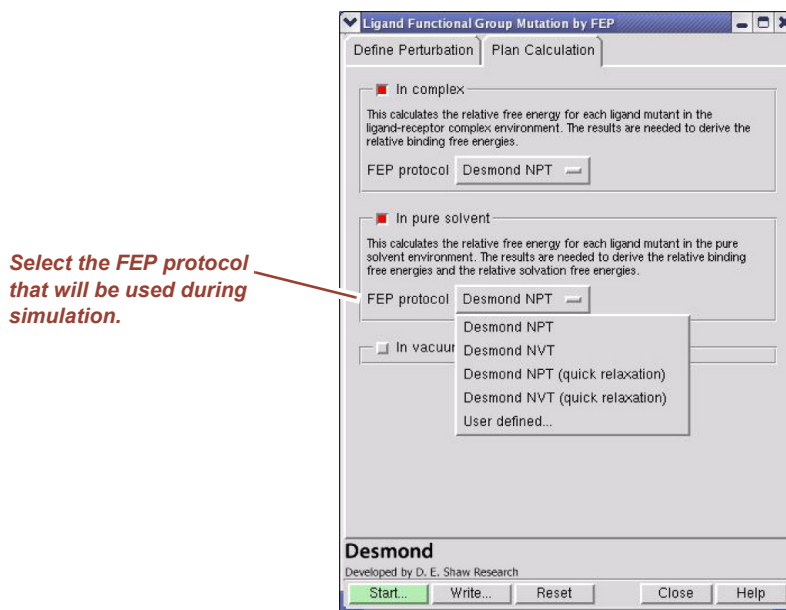 Ligand Functional Group Mutation by FEP
Define Perturbation
Plan Calculation
In complex
This calculates the relative free energy for each ligand mutant in the
ligand-receptor complex environment. The results are needed to derive the
relative binding free energies.
FEP protocol Desmond NPT
In pure solvent
This calculates the relative free energy for each ligand mutant in the pure
solvent environment. The results are needed to derive the relative binding
free energies and the relative solvation free energies.
Select the FEP protocol
that will be used during
simulation.
FEP protocol Desmond NPT
Desmond NPT
In
Desmond NVT
Desmond NPT (quick relaxation)
Desmond NVT (quick relaxation)
User defined...
Desmond
Developed by D. E. Shaw Research
Start... Write... Reset Close Help